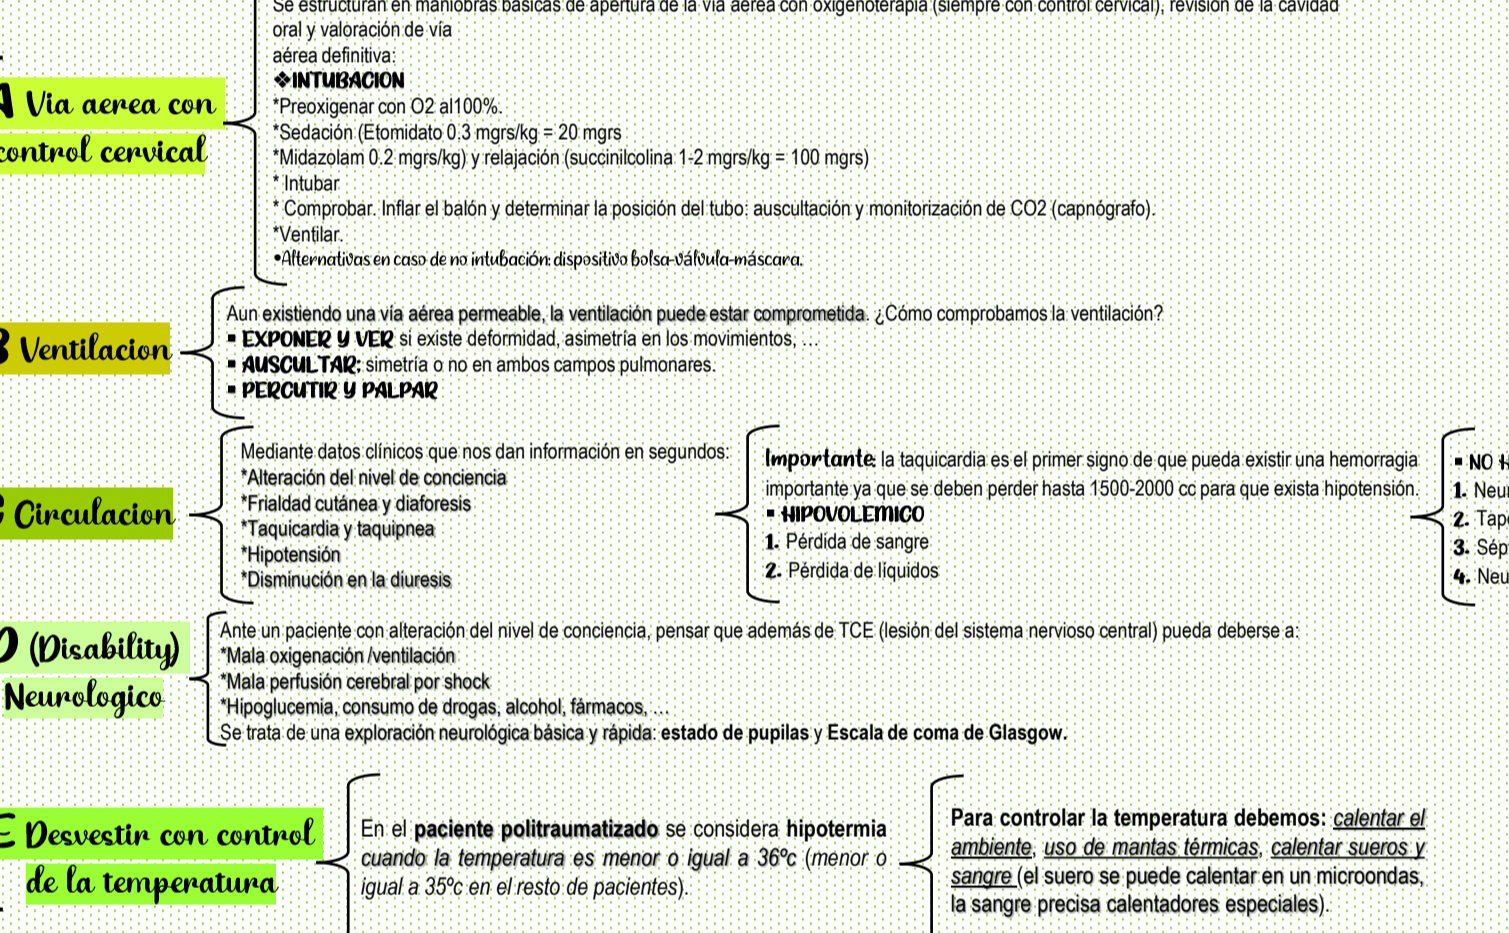 Se estructuran en maniobras básicas de apertura de la vía aérea con oxigenoterapia (siempre con control cervical), revisión de la cavidad
oral y valoración de vía
aérea definitiva:
❖INTUBACION
*Preoxigenar con O2 al100%.
*Sedación (Etomidato 0.3 mgrs/kg = 20 mgrs
*Midazolam 0.2 mgrs/kg) y relajación (succinilcolina 1-2 mgrs/kg = 100 mgrs)
* Intubar
* Comprobar. Inflar el balón y determinar la posición del tubo: auscultación y monitorización de CO2 (capnógrafo).
*Ventilar.
•Alternativas en caso de no intubación: dispositivo bolsa-válvula-máscara.
A Via aerea con
control cervical
B Ventilacion
Aun existiendo una vía aérea permeable, la ventilación puede estar comprometida. ¿Cómo comprobamos la ventilación?
▪ EXPONER Y VER si existe deformidad, asimetría en los movimientos, …
▪ AUSCULTAR: simetría o no en ambos campos pulmonares.
▪ PERCUTIR Y PALPAR
C Circulacion
Mediante datos clínicos que nos dan información en segundos:
*Alteración del nivel de conciencia
*Frialdad cutánea y diaforesis
*Taquicardia y taquipnea
*Hipotensión
*Disminución en la diuresis
Importante: la taquicardia es el primer signo de que pueda existir una hemorragia
importante ya que se deben perder hasta 1500-2000 cc para que exista hipotensión.
▪ HIPOVOLEMICO
1. Pérdida de sangre
2. Pérdida de líquidos
▪ NO
1.
2.
3.
4.
D (Disability)
Neurologico
Ante un paciente con alteración del nivel de conciencia, pensar que además de TCE (lesión del sistema nervioso central) pueda deberse a:
*Mala oxigenación /ventilación
*Mala perfusión cerebral por shock
*Hipoglucemia, consumo de drogas, alcohol, fármacos, …
Se trata de una exploración neurológica básica y rápida: estado de pupilas y Escala de coma de Glasgow.
E Desvestir con control
de la temperatura
En el paciente politraumatizado se considera hipotermia
cuando la temperatura es menor o igual a 36ºc (menor o
igual a 35ºc en el resto de pacientes).
Para controlar la temperatura debemos: calentar el
ambiente, uso de mantas térmicas, calentar sueros y
sangre (el suero se puede calentar en un microondas,
la sangre precisa calentadores especiales).